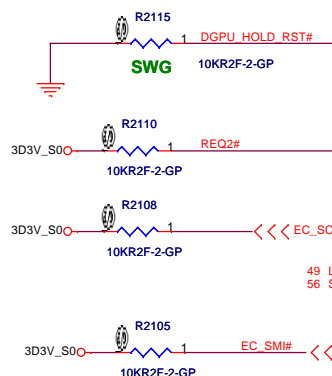 R2115
1 DGPU_HOLD_RST#
SWG
10KR2F-2-GP
R2110
3D3V_S0
1 REQ2#
10KR2F-2-GP
R2108
3D3V_S0
1
EC_SC
10KR2F-2-GP
49 L
56 S
R2105
3D3V_S0
1
EC_SMI#
10KR2F-2-GP